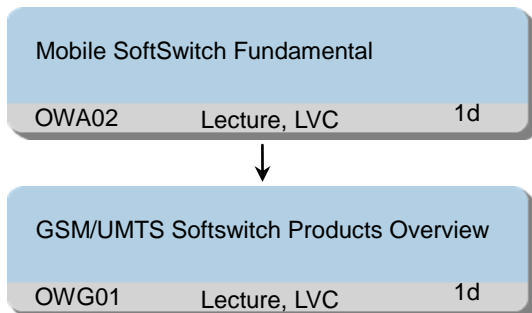 Mobile SoftSwitch Fundamental
OWA02 Lecture, LVC 1d
GSM/UMTS Softswitch Products Overview
OWG01 Lecture, LVC 1d